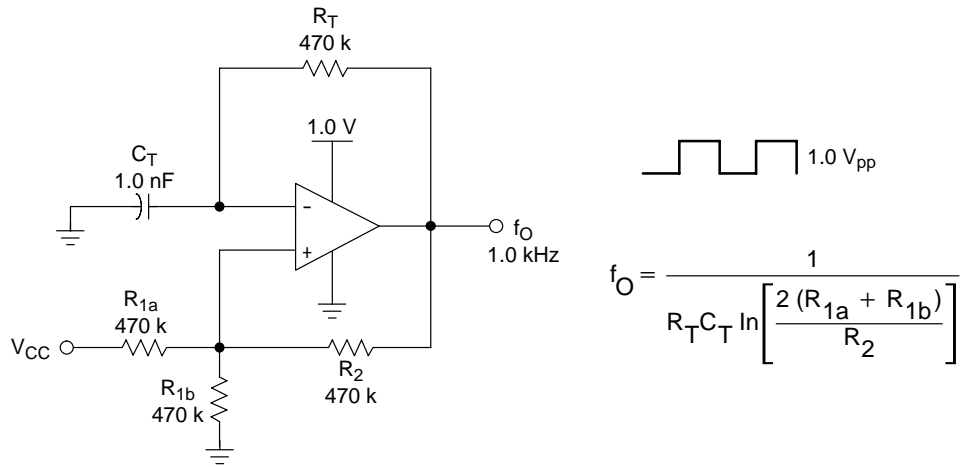 R_T
470 k
1.0 V
C_T
1.0 nF
-
+
f_O
1.0 kHz
R_1a
470 k
V_CC
R_1b
470 k
R_2
470 k
1.0 V_pp
f_O = 1 / R_T C_T ln[2 (R_1a + R_1b) / R_2]